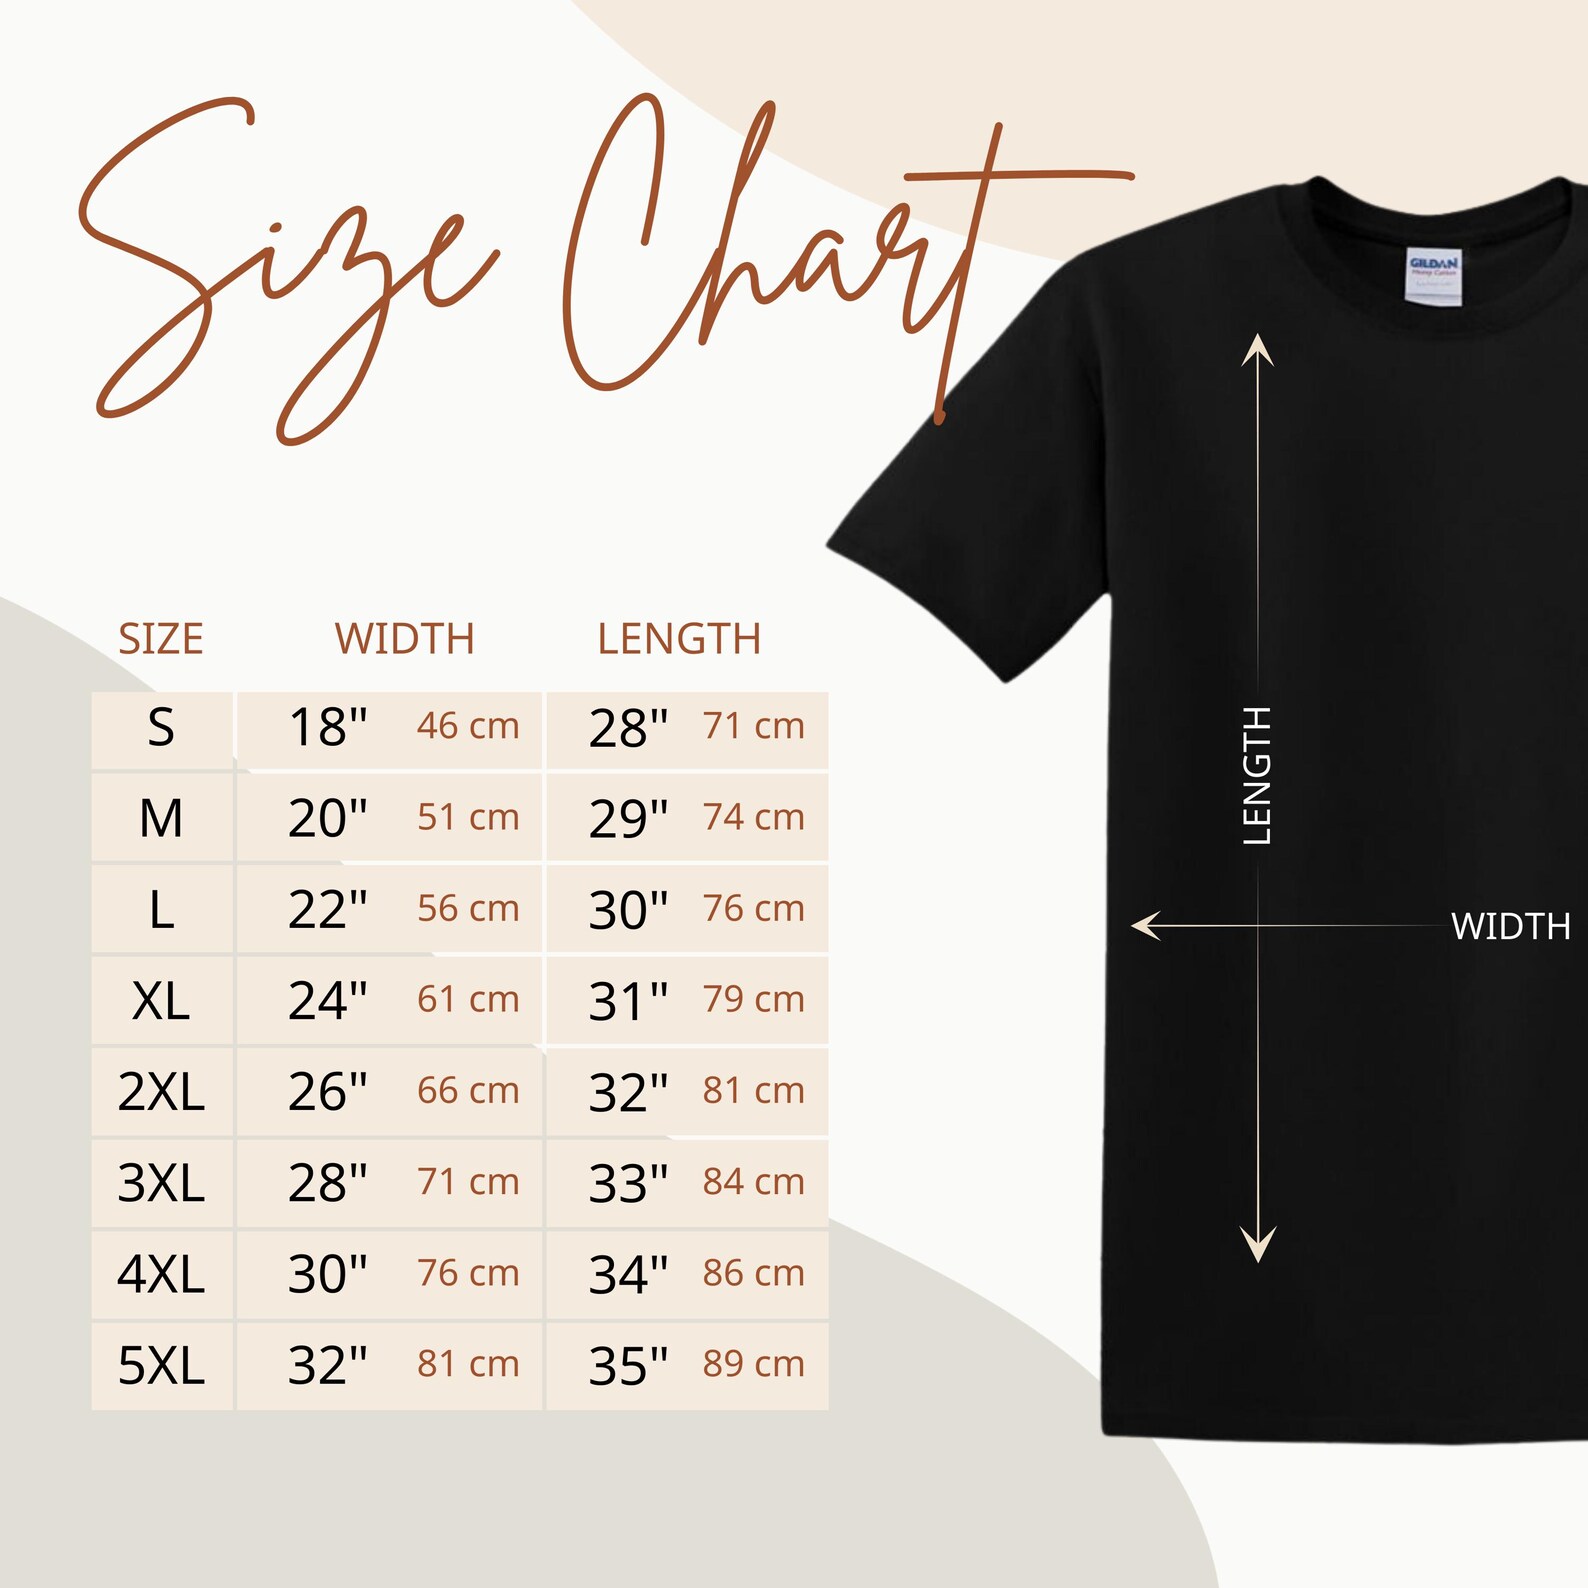 Size Chart
GILDAN
Heavy Cotton
SIZE WIDTH LENGTH
S 18" 46 cm 28" 71 cm
M 20" 51 cm 29" 74 cm
L 22" 56 cm 30" 76 cm
XL 24" 61 cm 31" 79 cm
2XL 26" 66 cm 32" 81 cm
3XL 28" 71 cm 33" 84 cm
4XL 30" 76 cm 34" 86 cm
5XL 32" 81 cm 35" 89 cm
LENGTH
WIDTH